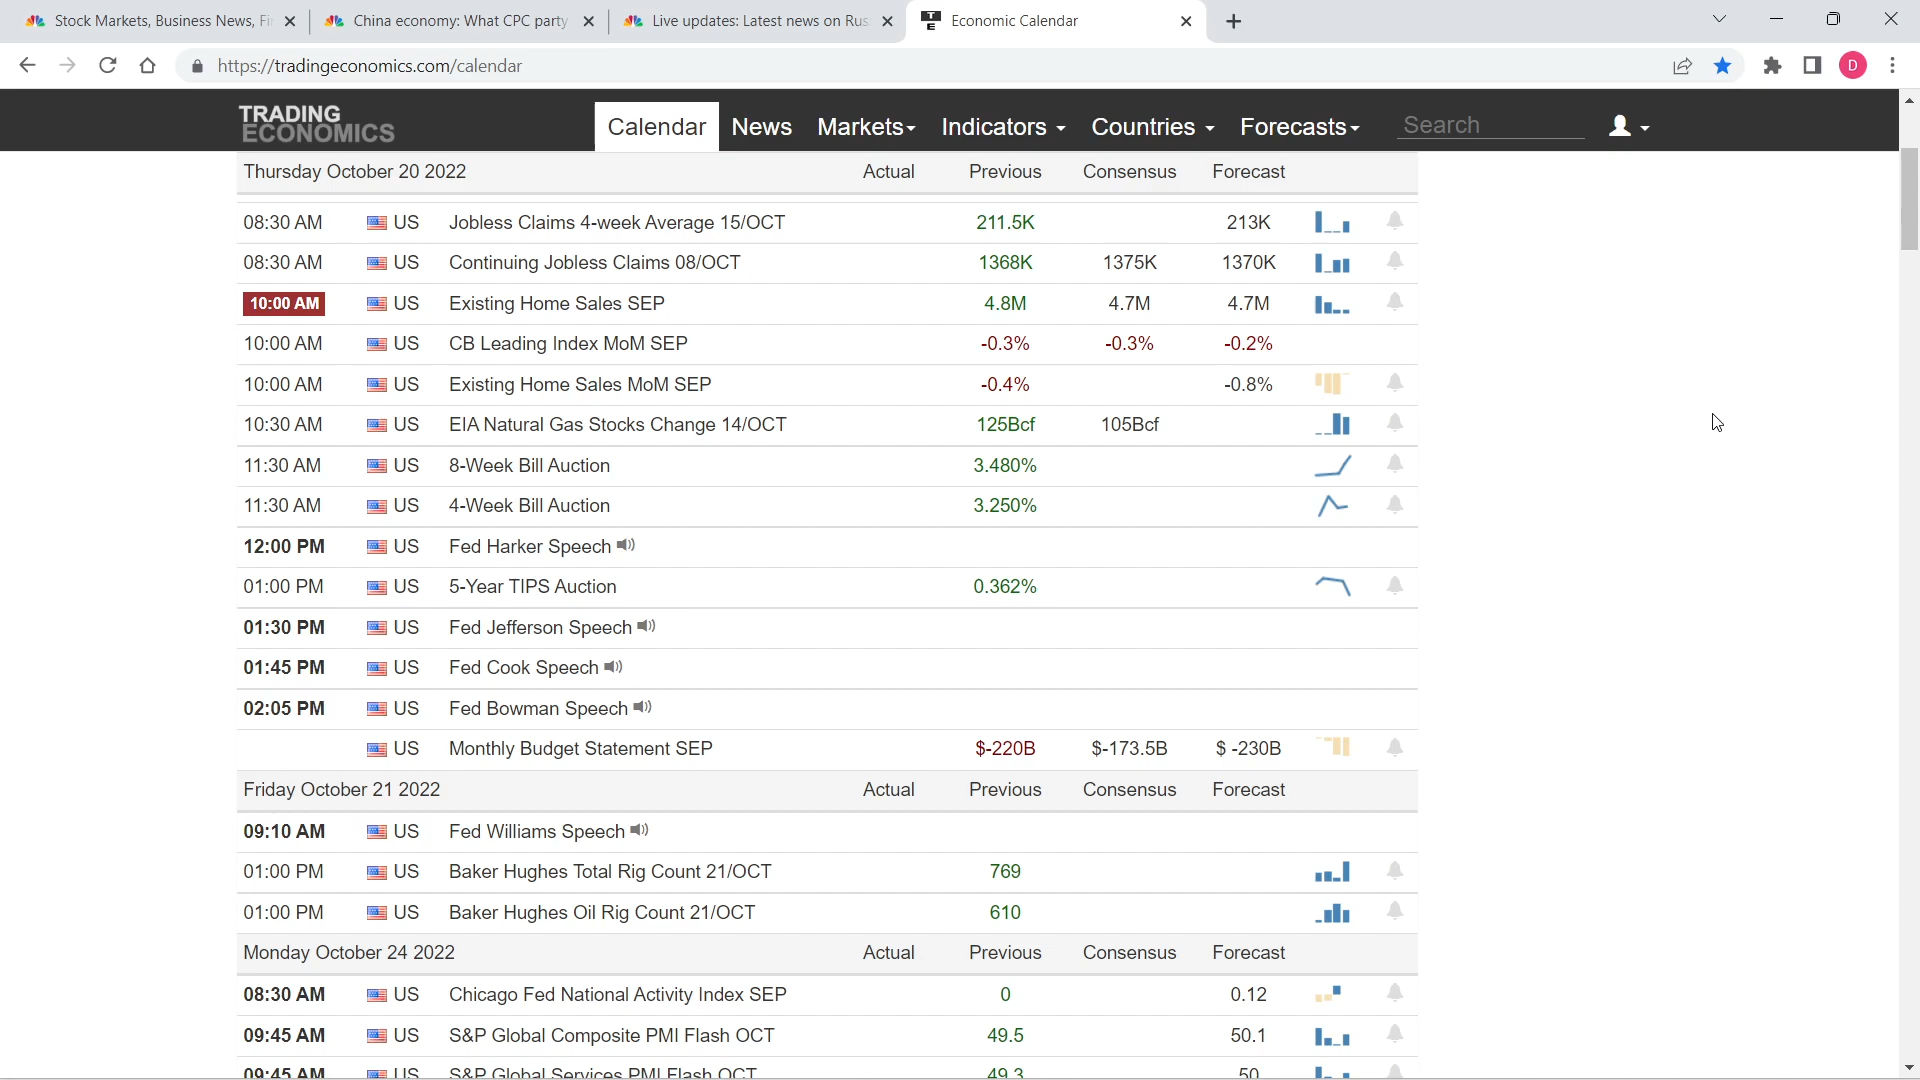 Stock Markets, Business News, Fi
China economy: What CPC party
Live updates: Latest news on Rus
Economic Calendar
https://tradingeconomics.com/calendar
D
TRADING ECONOMICS
Calendar News Markets Indicators Countries Forecasts Search
Thursday October 20 2022 Actual Previous Consensus Forecast
08:30 AM US Jobless Claims 4-week Average 15/OCT 211.5K 213K
08:30 AM US Continuing Jobless Claims 08/OCT 1368K 1375K 1370K
10:00 AM US Existing Home Sales SEP 4.8M 4.7M 4.7M
10:00 AM US CB Leading Index MoM SEP -0.3% -0.3% -0.2%
10:00 AM US Existing Home Sales MoM SEP -0.4% -0.8%
10:30 AM US EIA Natural Gas Stocks Change 14/OCT 125Bcf 105Bcf
11:30 AM US 8-Week Bill Auction 3.480%
11:30 AM US 4-Week Bill Auction 3.250%
12:00 PM US Fed Harker Speech
01:00 PM US 5-Year TIPS Auction 0.362%
01:30 PM US Fed Jefferson Speech
01:45 PM US Fed Cook Speech
02:05 PM US Fed Bowman Speech
US Monthly Budget Statement SEP $-220B $-173.5B $ -230B
Friday October 21 2022 Actual Previous Consensus Forecast
09:10 AM US Fed Williams Speech
01:00 PM US Baker Hughes Total Rig Count 21/OCT 769
01:00 PM US Baker Hughes Oil Rig Count 21/OCT 610
Monday October 24 2022 Actual Previous Consensus Forecast
08:30 AM US Chicago Fed National Activity Index SEP 0 0.12
09:45 AM US S&P Global Composite PMI Flash OCT 49.5 50.1
09:45 AM US S&P Global Services PMI Flash OCT 49.3 50